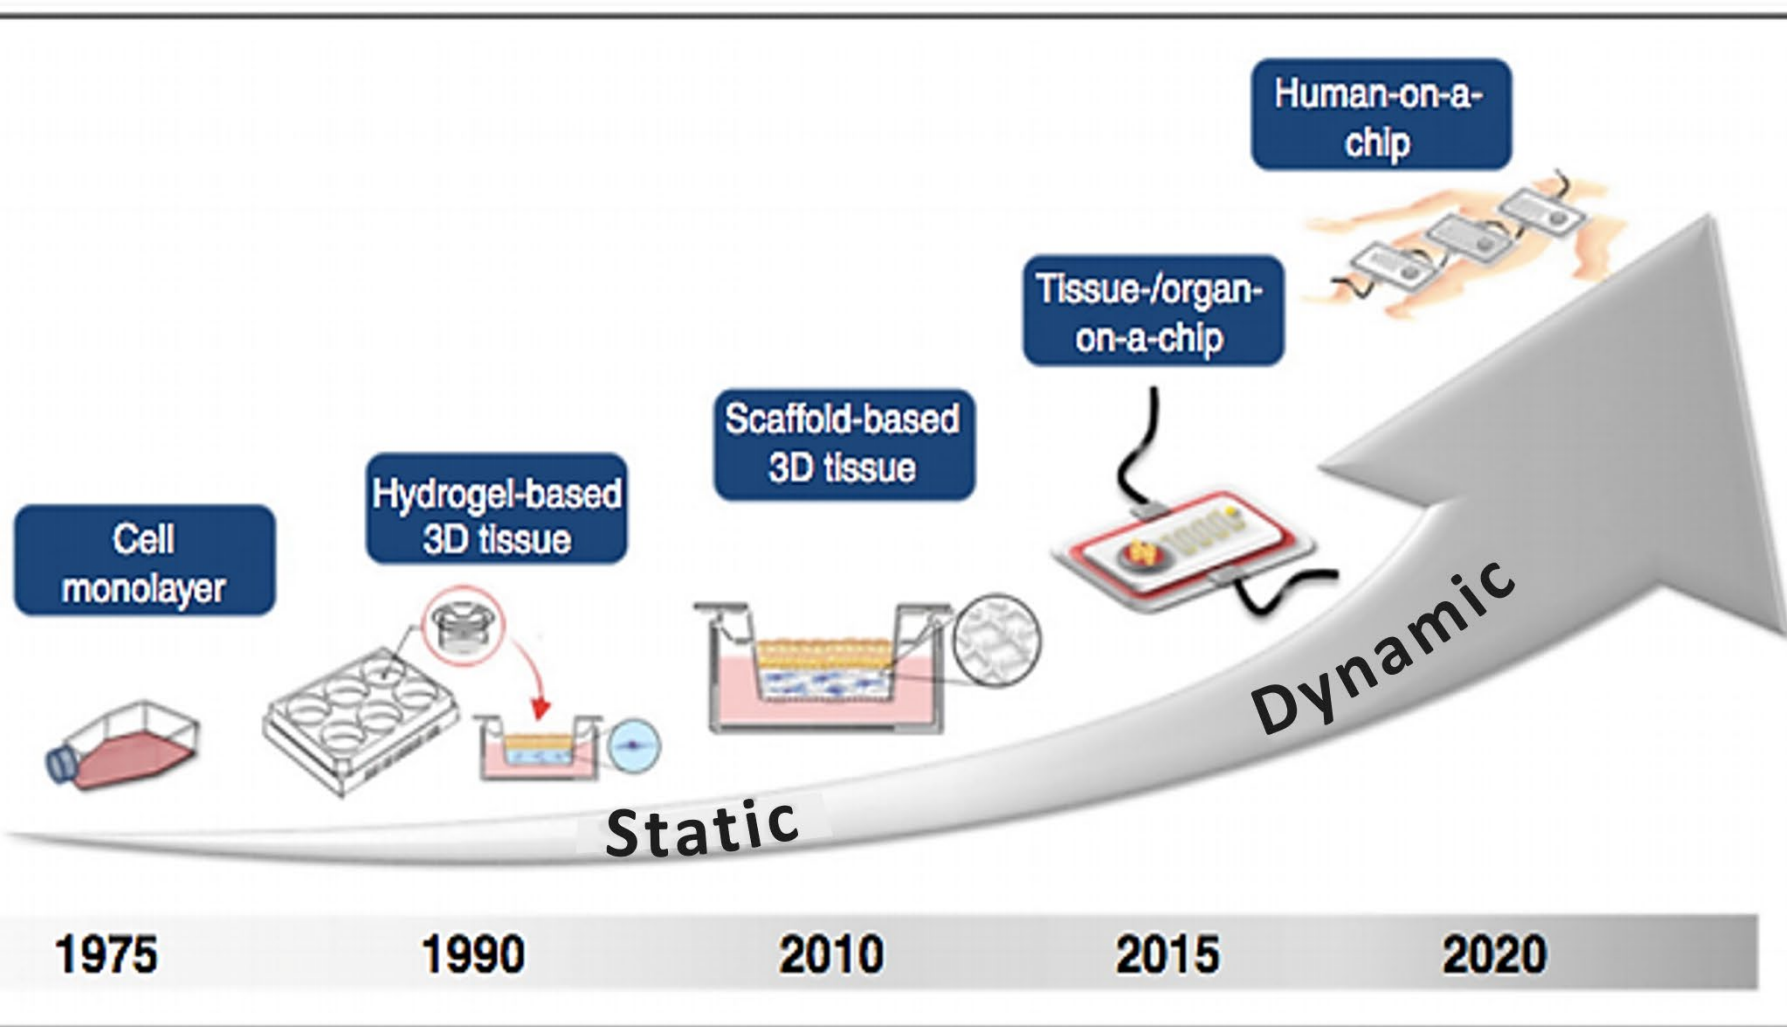 Human-on-a-
chip
Tissue-/organ-
on-a-chip
Scaffold-based
3D tissue
Hydrogel-based
3D tissue
Cell
monolayer
Static
Dynamic
1975
1990
2010
2015
2020